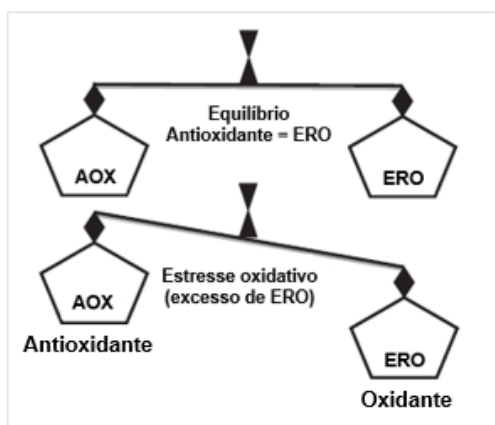 Equilíbrio
Antioxidante = ERO
AOX
ERO
Estresse oxidativo
(excesso de ERO)
AOX
Antioxidante
ERO
Oxidante